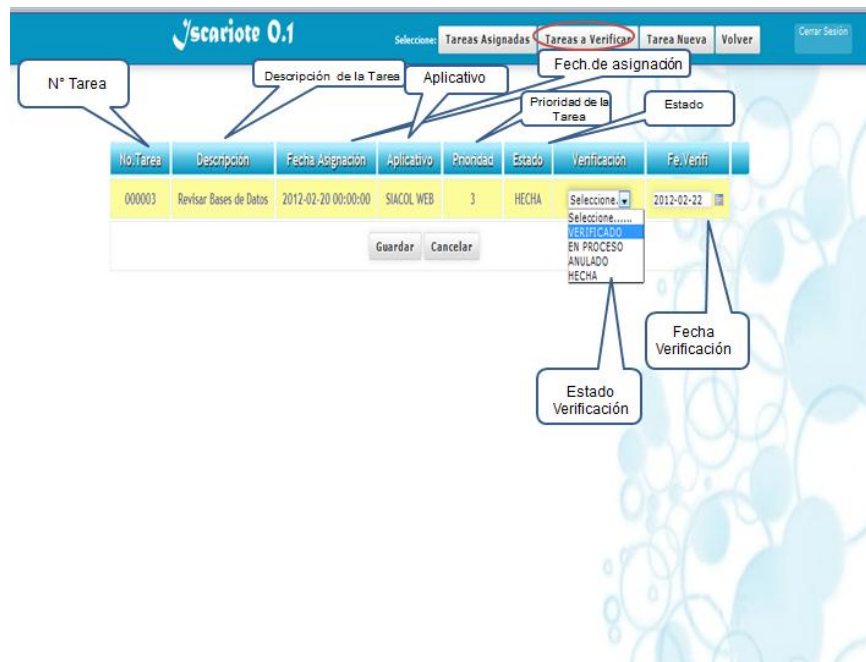 Iscariote 0.1
Seleccione: Tareas Asignadas Tareas a Verificar Tarea Nueva Volver
Cerrar Sesión
N° Tarea
Descripción de la Tarea
Aplicativo
Fech.de asignación
Prioridad de la
Tarea
Estado
No.Tarea Descripción Fecha Asignación Aplicativo Prioridad Estado Verificación Fe.Verifi
000003 Revisar Bases de Datos 2012-02-20 00:00:00 SIACOL WEB 3 HECHA Seleccione. 2012-02-22
Seleccione......
VERIFICADO
EN PROCESO
ANULADO
HECHA
Guardar Cancelar
Fecha
Verificación
Estado
Verificación